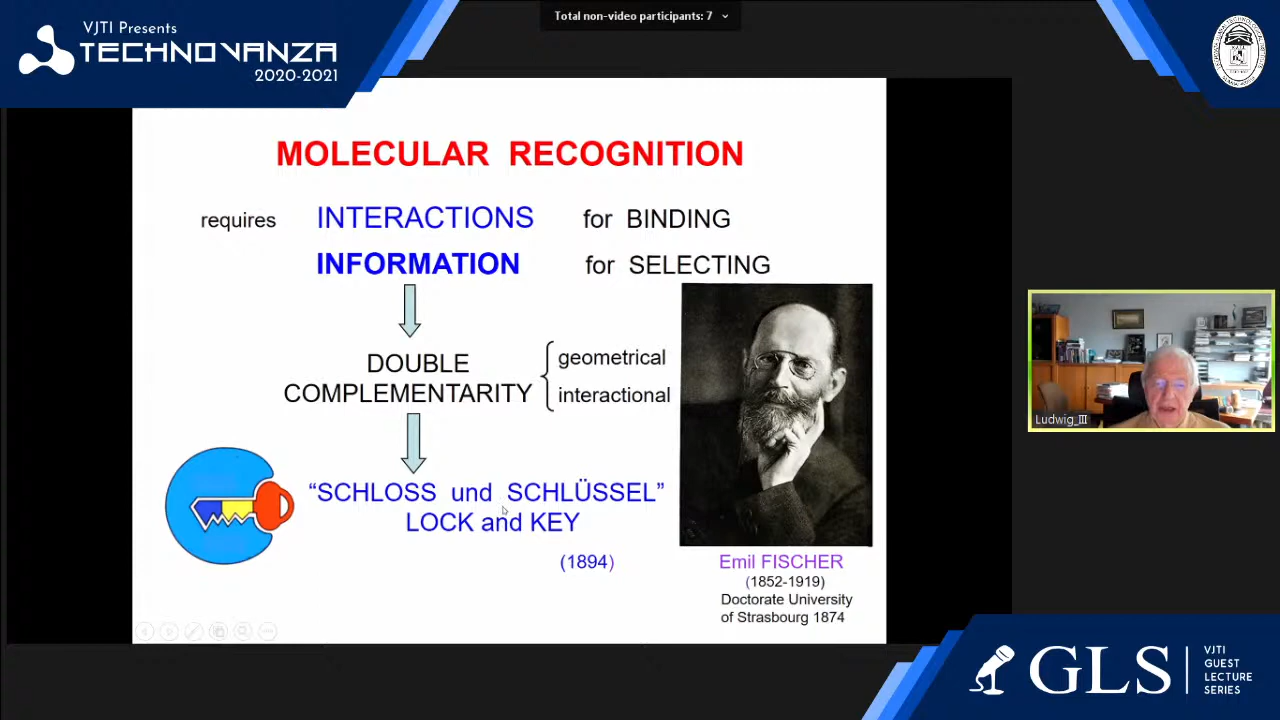 Total non-video participants: 7
VJTI Presents
TECHNOVANZA
2020-2021
MOLECULAR RECOGNITION
requires INTERACTIONS for BINDING
INFORMATION for SELECTING
DOUBLE
COMPLEMENTARITY
geometrical
interactional
“SCHLOSS und SCHLÜSSEL”
LOCK and KEY
(1894)
Emil FISCHER
(1852-1919)
Doctorate University
of Strasbourg 1874
Ludwig_III
GLS
VJTI
GUEST
LECTURE
SERIES